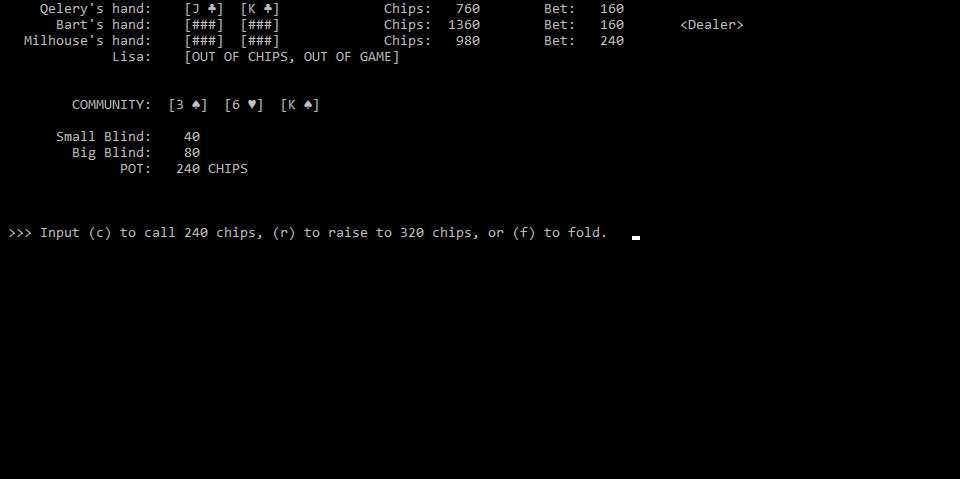 Qelery's hand: [J ♣] [K ♣] Chips: 760 Bet: 160
Bart's hand: [###] [###] Chips: 1360 Bet: 160 <Dealer>
Milhouse's hand: [###] [###] Chips: 980 Bet: 240
Lisa: [OUT OF CHIPS, OUT OF GAME]
COMMUNITY: [3 ♠] [6 ♥] [K ♠]
Small Blind: 40
Big Blind: 80
POT: 240 CHIPS
>>> Input (c) to call 240 chips, (r) to raise to 320 chips, or (f) to fold.